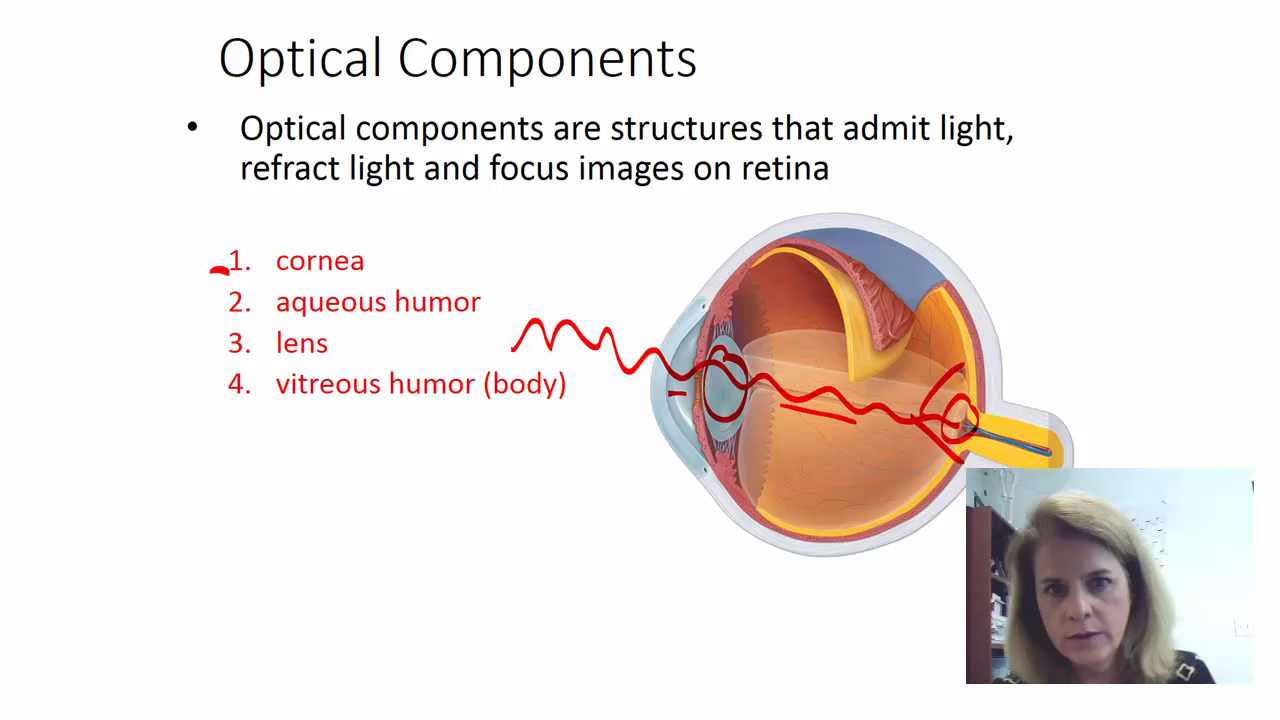 Optical Components
• Optical components are structures that admit light,
refract light and focus images on retina
1. cornea
2. aqueous humor
3. lens
4. vitreous humor (body)